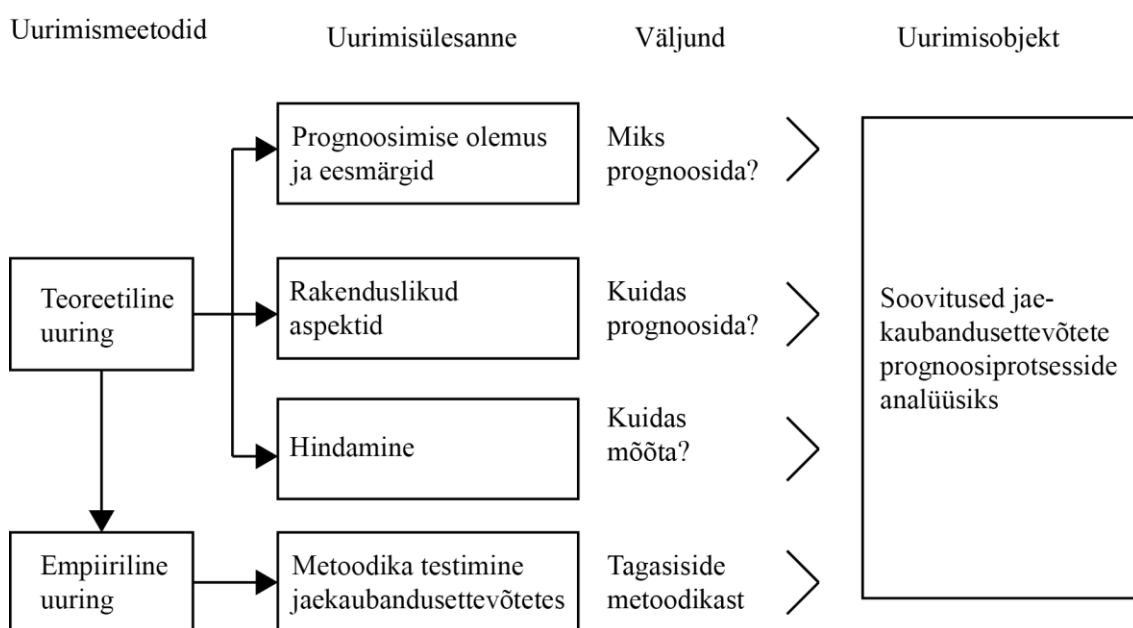 Uurimismeetodid
Uurimisülesanne
Väljund
Uurimisobjekt
Prognoosimise olemus
ja eesmärgid
Miks
prognoosida?
Teoreetiline
uuring
Rakenduslikud
aspektid
Kuidas
prognoosida?
Soovitused jae-
kaubandusettevõtete
prognoosiprotsesside
analüüsiks
Hindamine
Kuidas
mõõta?
Empiiriline
uuring
Metoodika testimine
jaekaubandusettevõtetes
Tagasiside
metoodikast